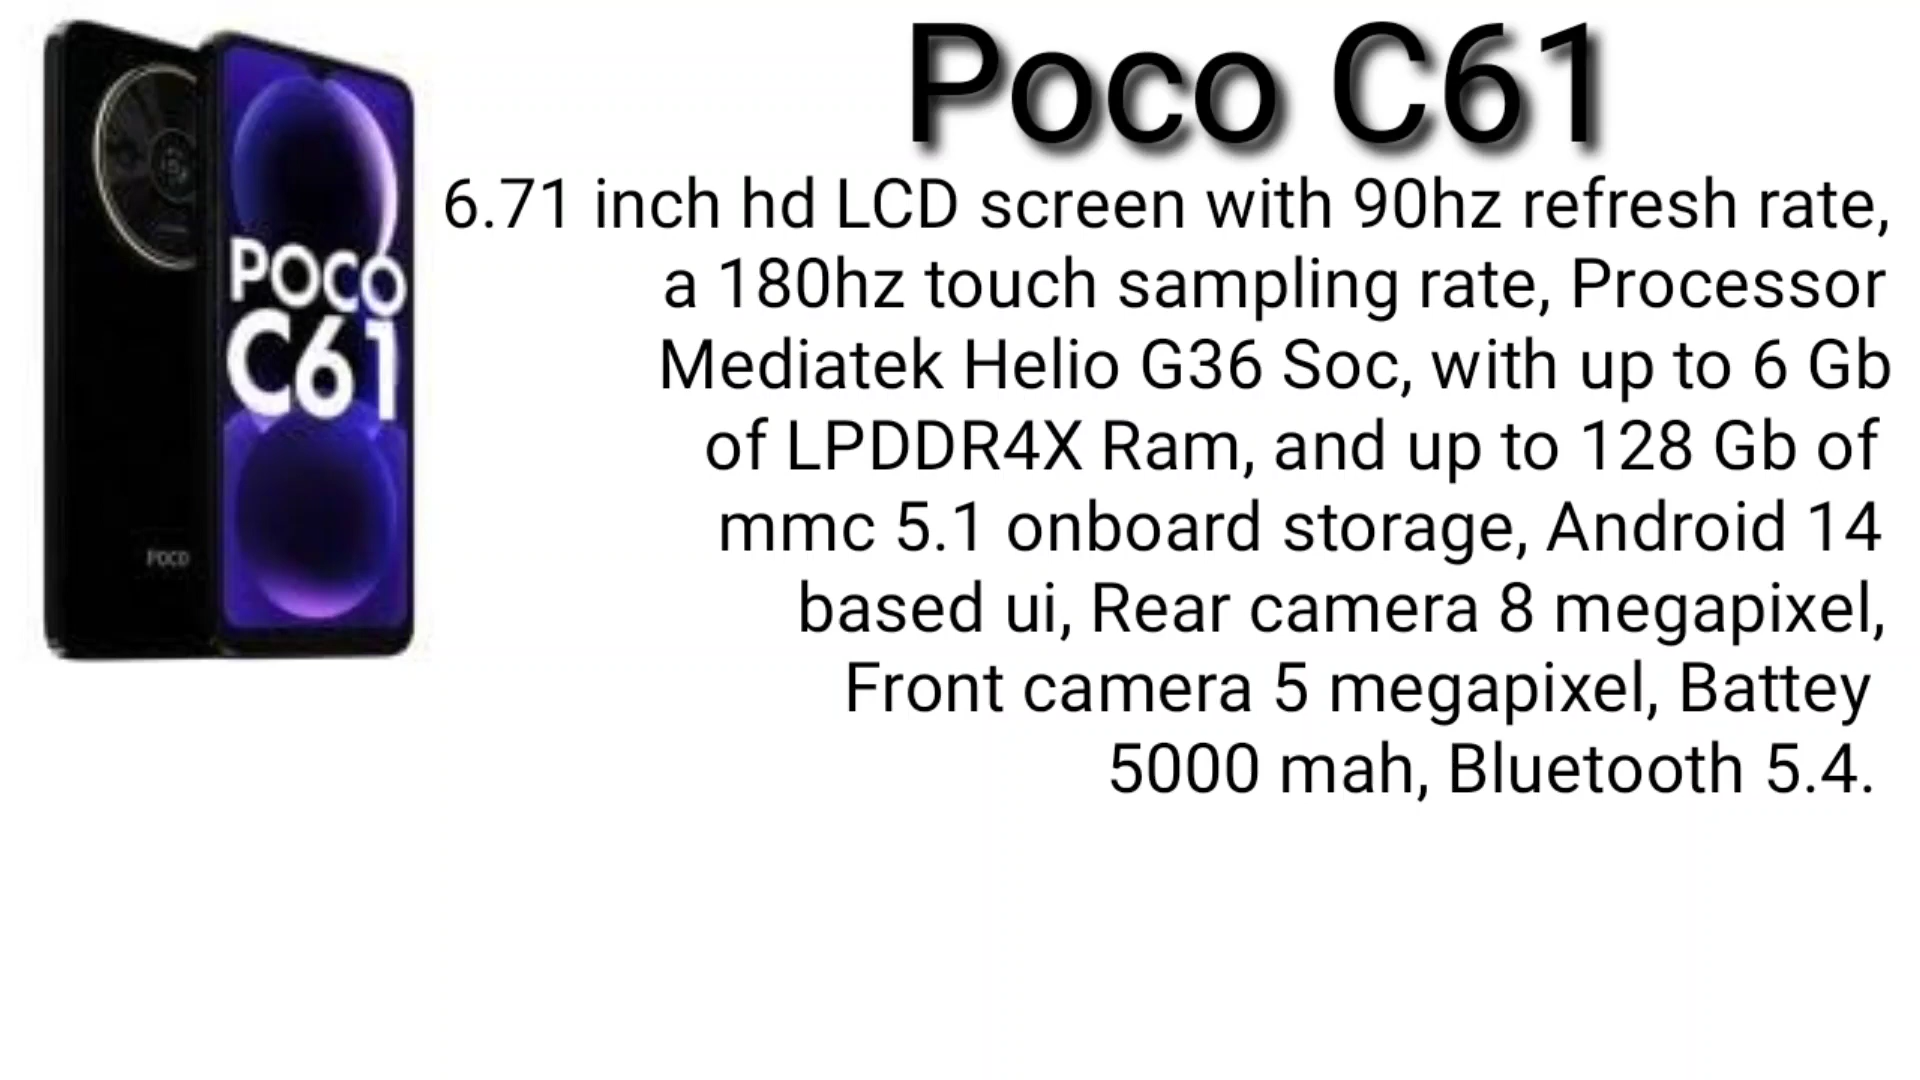 Poco C61
6.71 inch hd LCD screen with 90hz refresh rate,
a 180hz touch sampling rate, Processor
Mediatek Helio G36 Soc, with up to 6 Gb
of LPDDR4X Ram, and up to 128 Gb of
mmc 5.1 onboard storage, Android 14
based ui, Rear camera 8 megapixel,
Front camera 5 megapixel, Battey
5000 mah, Bluetooth 5.4.
POCO
C61
POCO